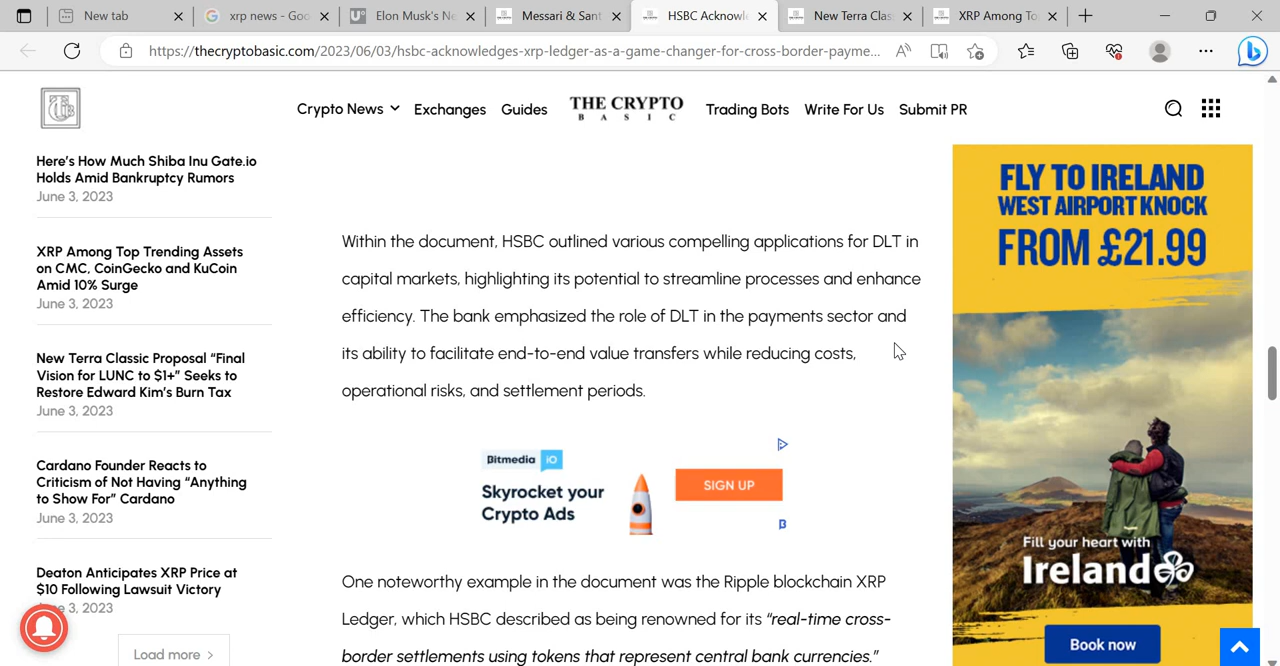 New tab
xrp news - Goo
Elon Musk's Ne
Messari & Sant
HSBC Acknowl
New Terra Clas
XRP Among To
https://thecryptobasic.com/2023/06/03/hsbc-acknowledges-xrp-ledger-as-a-game-changer-for-cross-border-payme...
Crypto News
Exchanges
Guides
THE CRYPTO
BASIC
Trading Bots
Write For Us
Submit PR
Here's How Much Shiba Inu Gate.io
Holds Amid Bankruptcy Rumors
June 3, 2023
XRP Among Top Trending Assets
on CMC, CoinGecko and KuCoin
Amid 10% Surge
June 3, 2023
New Terra Classic Proposal "Final
Vision for LUNC to $1+" Seeks to
Restore Edward Kim's Burn Tax
June 3, 2023
Cardano Founder Reacts to
Criticism of Not Having "Anything
to Show For" Cardano
June 3, 2023
Deaton Anticipates XRP Price at
$10 Following Lawsuit Victory
e 3, 2023
Load more
Within the document, HSBC outlined various compelling applications for DLT in
capital markets, highlighting its potential to streamline processes and enhance
efficiency. The bank emphasized the role of DLT in the payments sector and
its ability to facilitate end-to-end value transfers while reducing costs,
operational risks, and settlement periods.
Bitmedia IO
Skyrocket your
Crypto Ads
SIGN UP
One noteworthy example in the document was the Ripple blockchain XRP
Ledger, which HSBC described as being renowned for its "real-time cross-
border settlements using tokens that represent central bank currencies."
FLY TO IRELAND
WEST AIRPORT KNOCK
FROM £21.99
Fill your heart with
Ireland
Book now